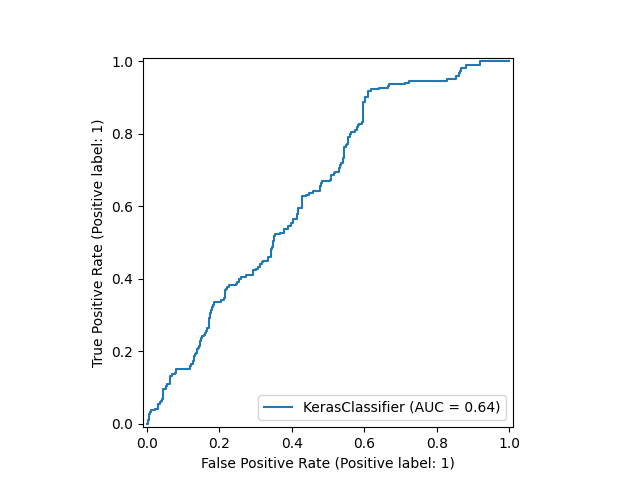 1.0
0.8
0.6
0.4
0.2
0.0
True Positive Rate (Positive label: 1)
KerasClassifier (AUC = 0.64)
0.0 0.2 0.4 0.6 0.8 1.0
False Positive Rate (Positive label: 1)